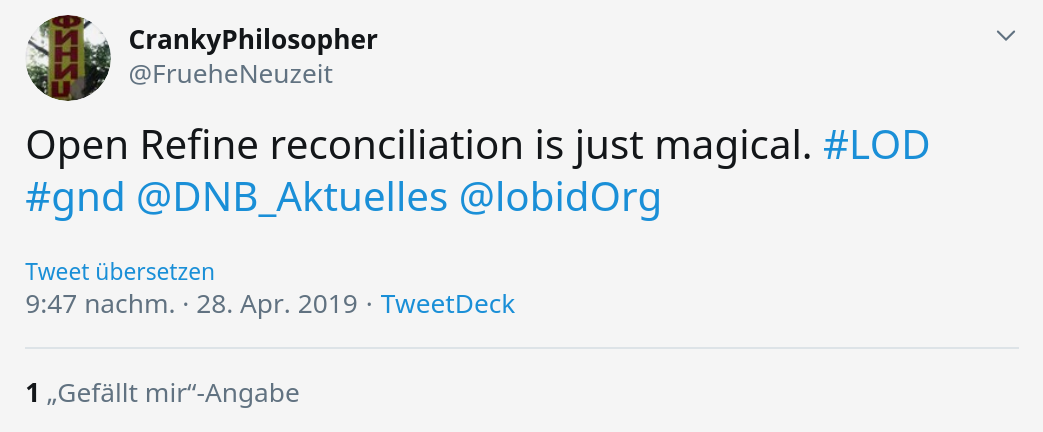 CrankyPhilosopher
@FrueheNeuzeit
Open Refine reconciliation is just magical. #LOD
#gnd @DNB_Aktuelles @lobidOrg
Tweet übersetzen
9:47 nachm. · 28. Apr. 2019 · TweetDeck
1 „Gefällt mir“-Angabe